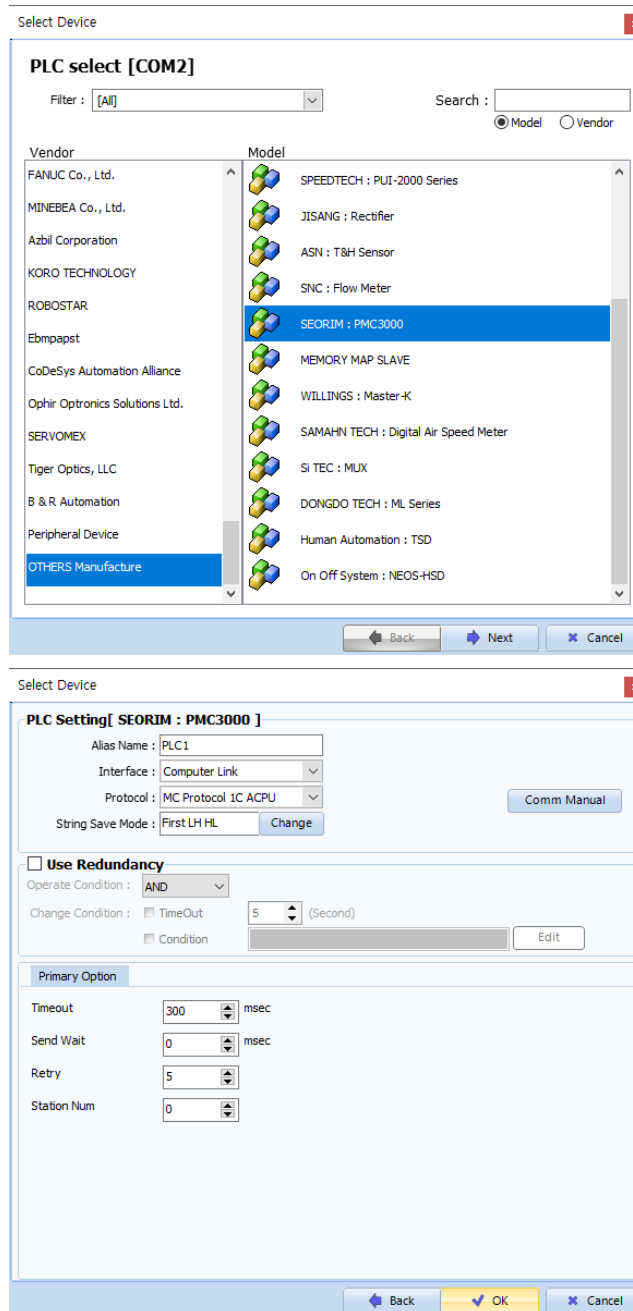 Select Device
PLC select [COM2]
Filter : [All] Search :
Model Vendor
Vendor Model
FANUC Co., Ltd.
MINEBEA Co., Ltd.
Azbil Corporation
KORO TECHNOLOGY
ROBOSTAR
Ebmpapst
CoDeSys Automation Alliance
Ophir Optronics Solutions Ltd.
SERVOMEX
Tiger Optics, LLC
B & R Automation
Peripheral Device
OTHERS Manufacture
SPEEDTECH : PUI-2000 Series
JISANG : Rectifier
ASN : T&H Sensor
SNC : Flow Meter
SEORIM : PMC3000
MEMORY MAP SLAVE
WILLINGS : Master-K
SAMAHN TECH : Digital Air Speed Meter
Si TEC : MUX
DONGDO TECH : ML Series
Human Automation : TSD
On Off System : NEOS-HSD
Back Next Cancel
Select Device
PLC Setting[ SEORIM : PMC3000 ]
Alias Name : PLC1
Interface : Computer Link
Protocol : MC Protocol 1C ACPU Comm Manual
String Save Mode : First LH HL Change
Use Redundancy
Operate Condition : AND
Change Condition : TimeOut 5 (Second)
Condition Edit
Primary Option
Timeout 300 msec
Send Wait 0 msec
Retry 5
Station Num 0
Back OK Cancel